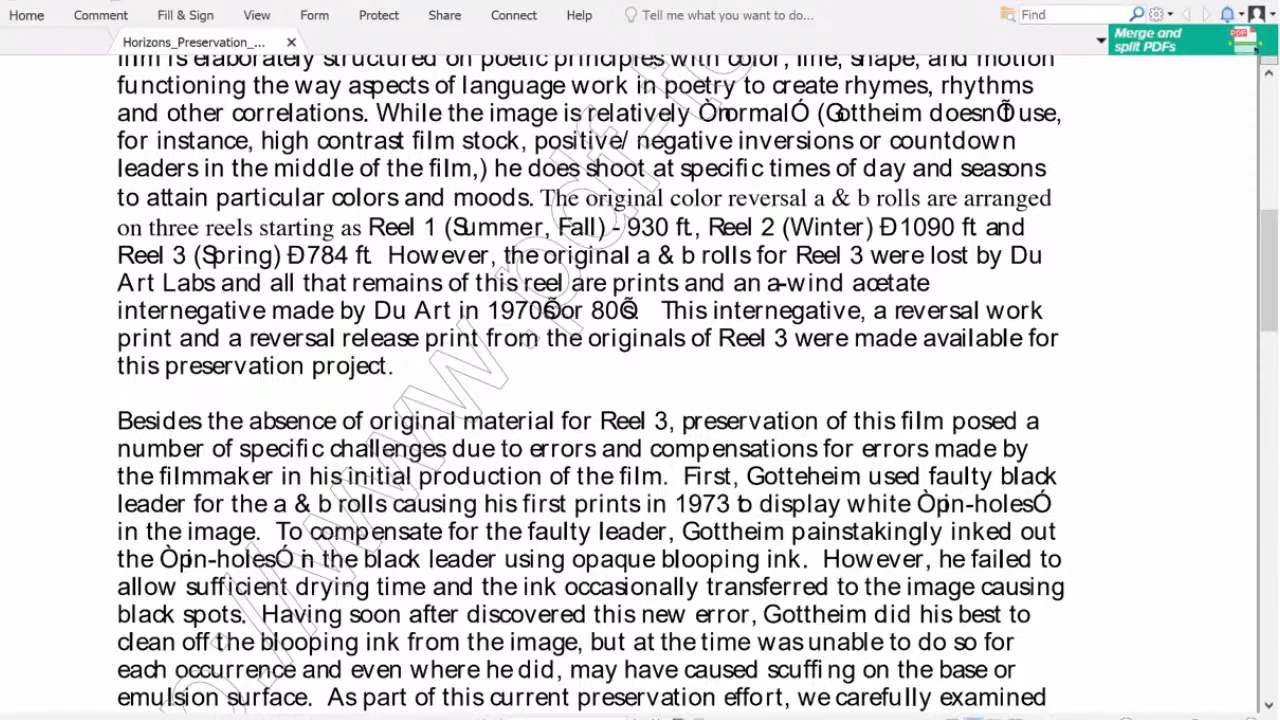 Home Comment Fill & Sign View Form Protect Share Connect Help Tell me what you want to do... Find
Horizons_Preservation_...
Merge and
split PDFs
film is elaborately structured on poetic principles with color, line, shape, and motion
functioning the way aspects of language work in poetry to create rhymes, rhythms
and other correlations. While the image is relatively ÒnormalÓ (Gottheim doesnÕt use,
for instance, high contrast film stock, positive/ negative inversions or countdown
leaders in the middle of the film,) he does shoot at specific times of day and seasons
to attain particular colors and moods. The original color reversal a & b rolls are arranged
on three reels starting as Reel 1 (Summer, Fall) - 930 ft., Reel 2 (Winter) Ð 1090 ft and
Reel 3 (Spring) Ð 784 ft. However, the original a & b rolls for Reel 3 were lost by Du
Art Labs and all that remains of this reel are prints and an a-wind acetate
internegative made by Du Art in 1970Õs or 80Õs. This internegative, a reversal work
print and a reversal release print from the originals of Reel 3 were made available for
this preservation project.
Besides the absence of original material for Reel 3, preservation of this film posed a
number of specific challenges due to errors and compensations for errors made by
the filmmaker in his initial production of the film. First, Gotteheim used faulty black
leader for the a & b rolls causing his first prints in 1973 to display white Òpin-holesÓ
in the image. To compensate for the faulty leader, Gottheim painstakingly inked out
the Òpin-holesÓ in the black leader using opaque blooping ink. However, he failed to
allow sufficient drying time and the ink occasionally transferred to the image causing
black spots. Having soon after discovered this new error, Gottheim did his best to
clean off the blooping ink from the image, but at the time was unable to do so for
each occurrence and even where he did, may have caused scuffing on the base or
emulsion surface. As part of this current preservation effort, we carefully examined